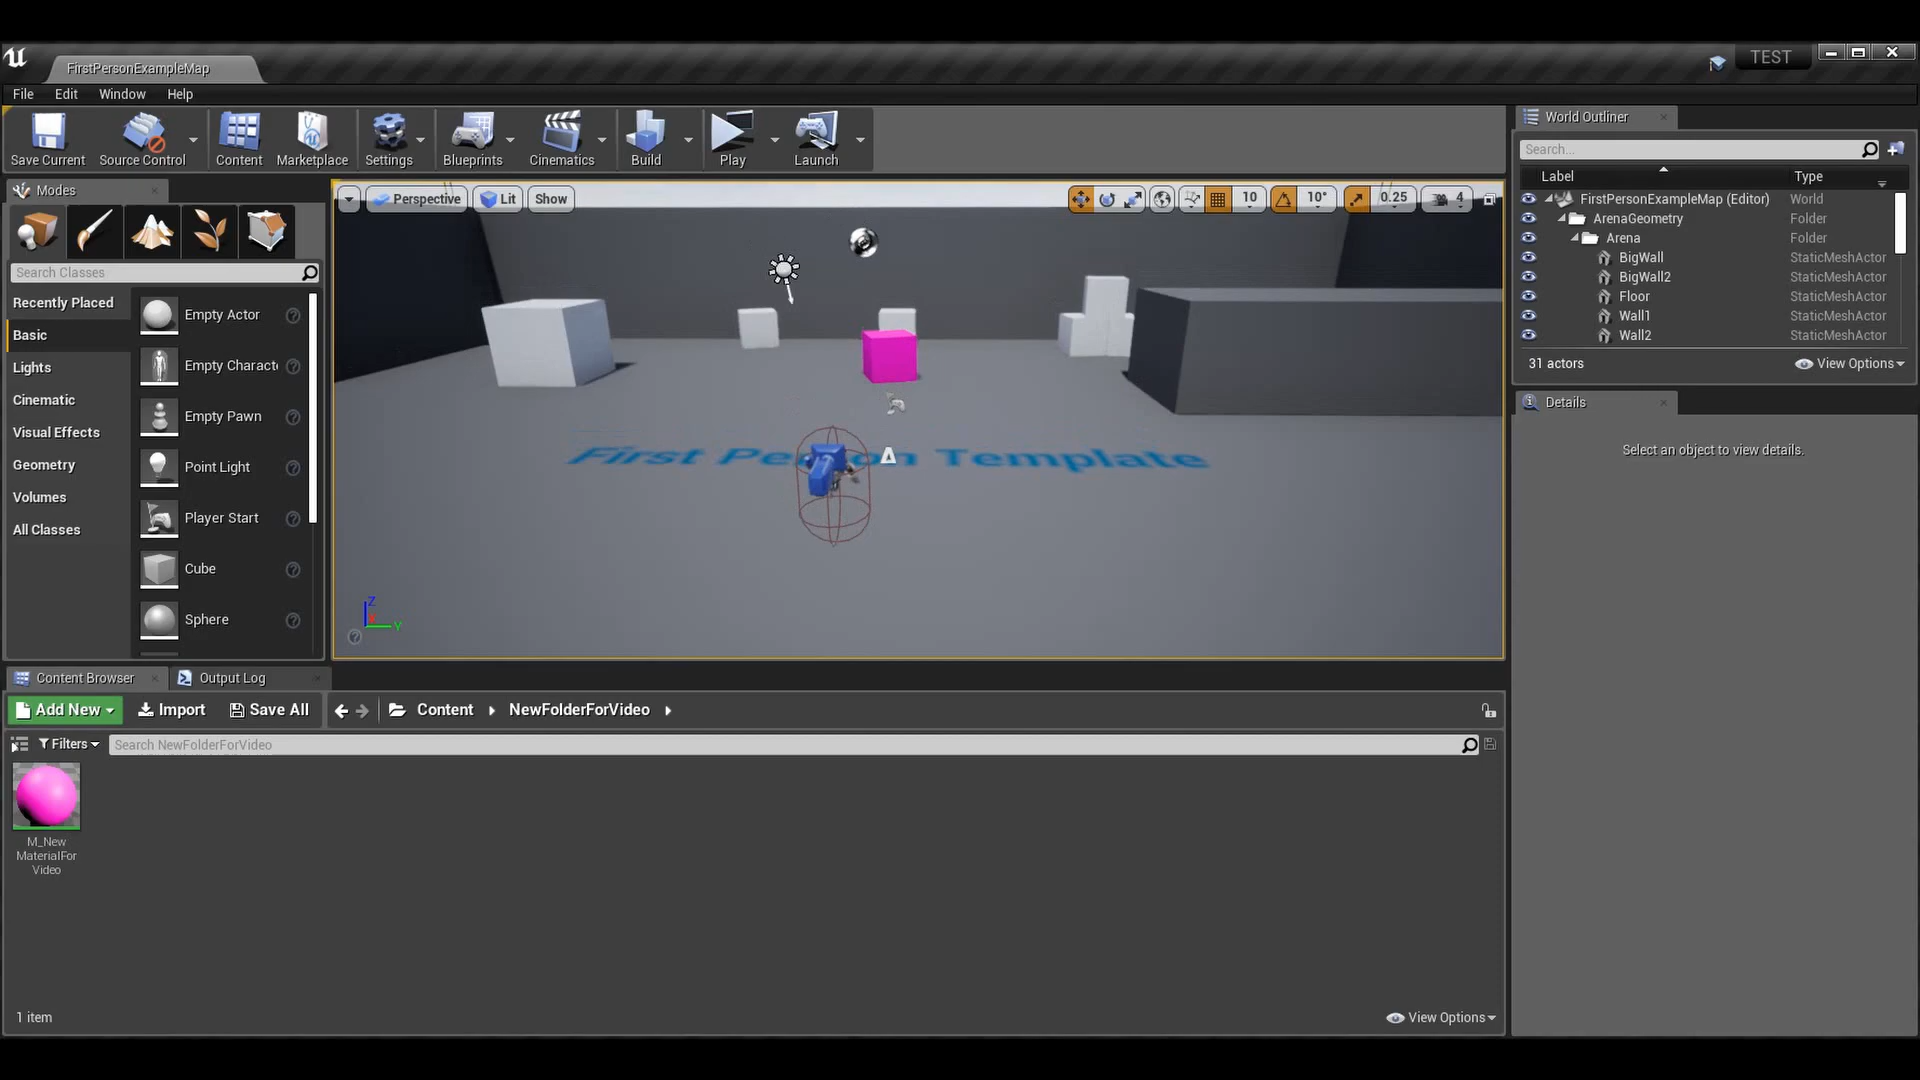 FirstPersonExampleMap
TEST
File Edit Window Help
Save Current Source Control Content Marketplace Settings Blueprints Cinematics Build Play Launch
Modes
Search Classes
Recently Placed
Basic
Lights
Cinematic
Visual Effects
Geometry
Volumes
All Classes
Empty Actor
Empty Charact
Empty Pawn
Point Light
Player Start
Cube
Sphere
Perspective Lit Show
10 10° 0.25 4
First Person Template
Z
Y
World Outliner
Search...
Label Type
FirstPersonExampleMap (Editor) World
ArenaGeometry Folder
Arena Folder
BigWall StaticMeshActor
BigWall2 StaticMeshActor
Floor StaticMeshActor
Wall1 StaticMeshActor
Wall2 StaticMeshActor
31 actors View Options
Details
Select an object to view details.
Content Browser Output Log
Add New Import Save All Content NewFolderForVideo
Filters Search NewFolderForVideo
M_New
MaterialFor
Video
1 item View Options